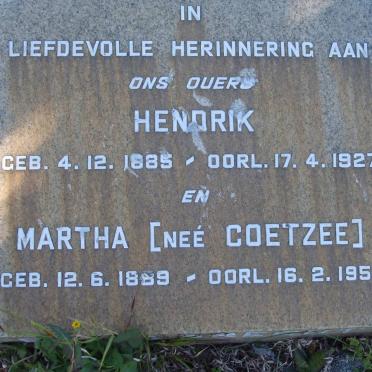 IN
LIEFDEVOLLE HERINNERING AAN
ONS OUERS
HENDRIK
GEB. 4. 12. 1885 - OORL. 17. 4. 1927
EN
MARTHA [NEÉ COETZEE]
GEB. 12. 6. 1889 - OORL. 16. 2.